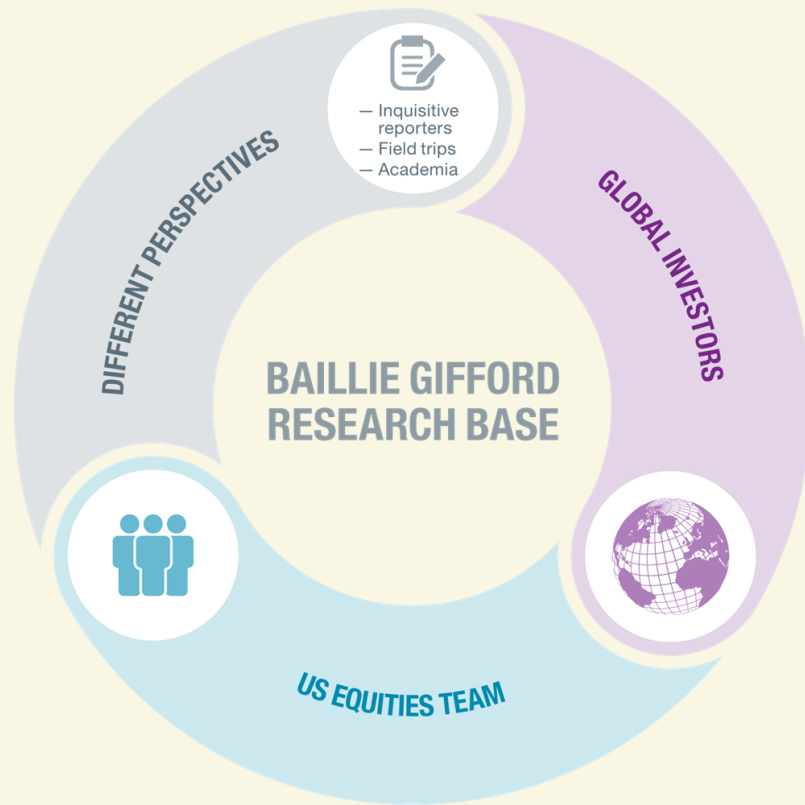 — Inquisitive
reporters
— Field trips
— Academia
DIFFERENT PERSPECTIVES
GLOBAL INVESTORS
BAILLIE GIFFORD
RESEARCH BASE
US EQUITIES TEAM